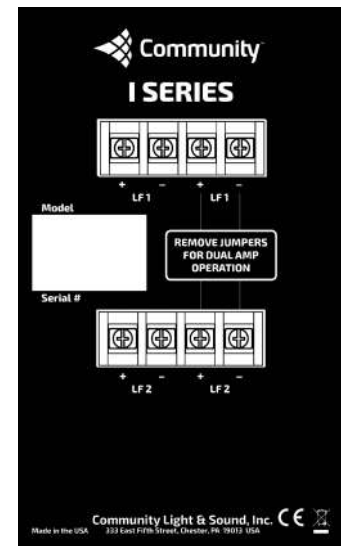 Community
I SERIES
+ − + −
LF 1 LF 1
Model
REMOVE JUMPERS
FOR DUAL AMP
OPERATION
Serial #
+ − + −
LF 2 LF 2
Community Light & Sound, Inc. CE
Made in the USA 333 East Fifth Street, Chester, PA 19013 USA